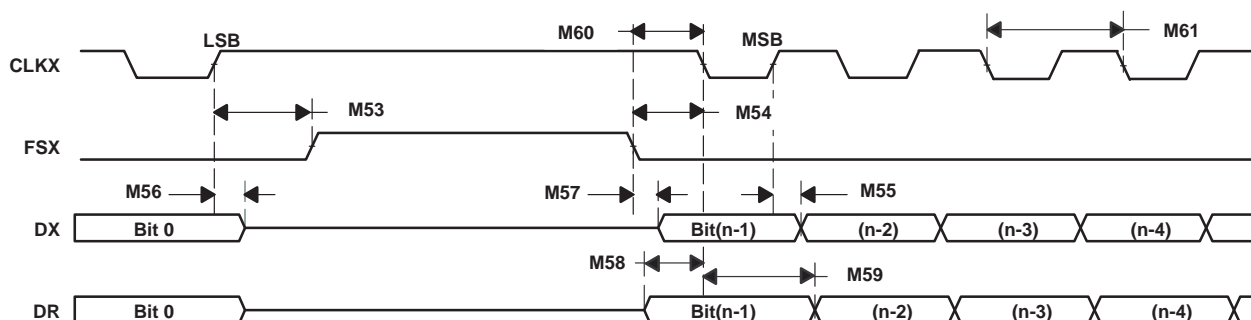 LSB
M60
MSB
M61
CLKX
M53
M54
FSX
M56
M57
M55
DX
Bit 0
Bit(n-1)
(n-2)
(n-3)
(n-4)
M58
M59
DR
Bit 0
Bit(n-1)
(n-2)
(n-3)
(n-4)